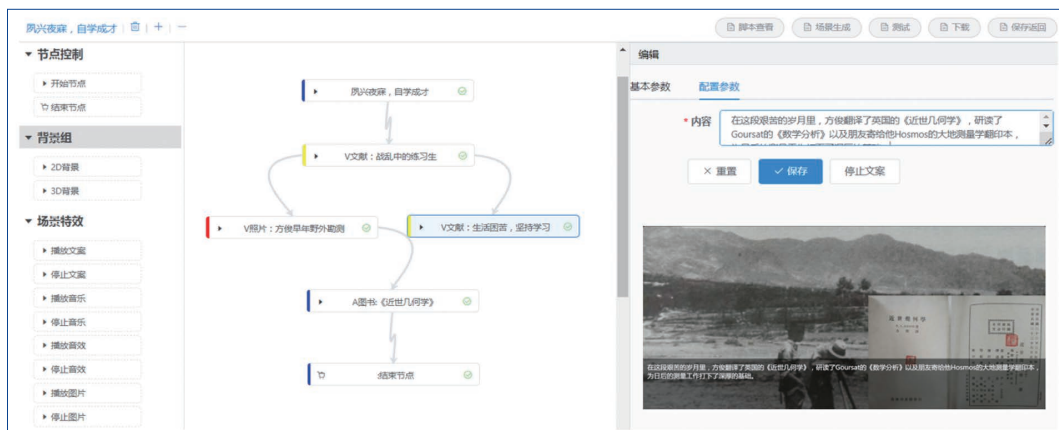 夙兴夜寐，自学成才
脚本查看
场景生成
测试
下载
保存返回
节点控制
开始节点
结束节点
背景组
2D背景
3D背景
场景特效
播放文案
停止文案
播放音乐
停止音乐
播放音效
停止音效
播放图片
停止图片
夙兴夜寐，自学成才
V文献：战乱中的练习生
V照片：方俊早年野外勘测
V文献：生活困苦，坚持学习
A图书:《近世几何学》
:结束节点
编辑
基本参数
配置参数
* 内容
在这段艰苦的岁月里，方俊翻译了英国的《近世几何学》，研读了
Goursat的《数学分析》以及朋友寄给他Hosmos的大地测量学翻印本，
重置
保存
停止文案
近世几何学
在这段艰苦的岁月里，方俊翻译了英国的《近世几何学》，研读了Goursat的《数学分析》以及朋友寄给他Hosmos的大地测量学翻印本，
为日后的测量工作打下了深厚的基础。